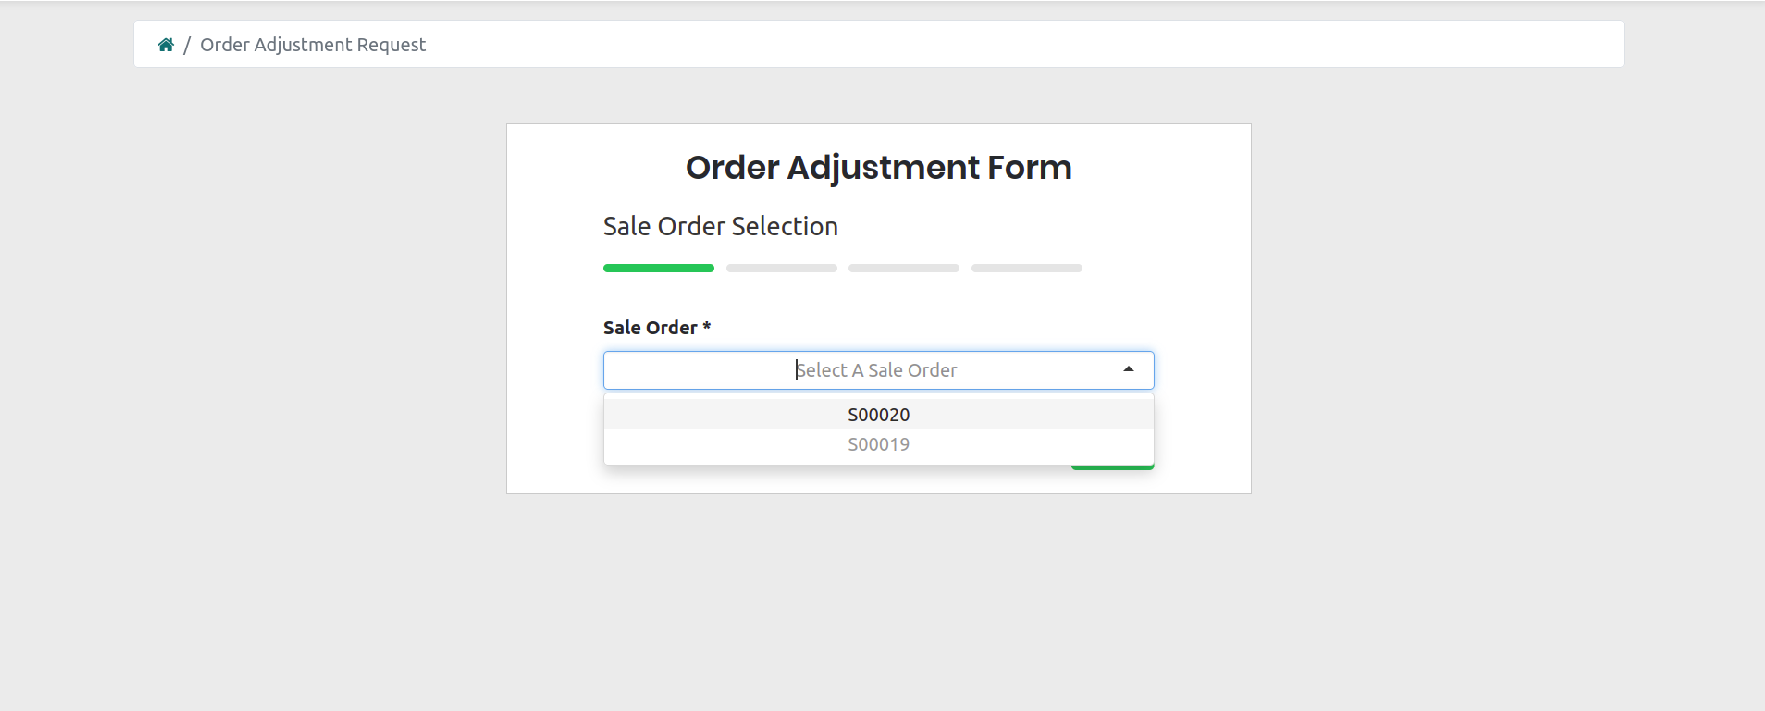 / Order Adjustment Request
Order Adjustment Form
Sale Order Selection
Sale Order *
Select A Sale Order
S00020
S00019